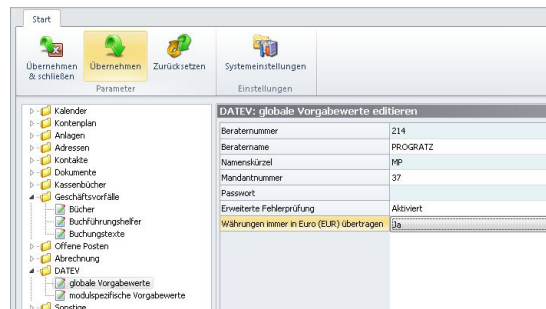 Start
Übernehmen & schließen
Übernehmen
Zurücksetzen
Systemeinstellungen
Parameter
Einstellungen
Kalender
Kontenplan
Anlagen
Adressen
Kontakte
Dokumente
Kassenbücher
Geschäftsvorfälle
Bücher
Buchführungshelfer
Buchungstexte
Offene Posten
Abrechnung
DATEV
globale Vorgabewerte
modulspezifische Vorgabewerte
Sonstige
DATEV: globale Vorgabewerte editieren
Beraternummer 214
Beratername PROGRATZ
Namenskürzel MP
Mandantnummer 37
Passwort
Erweiterte Fehlerprüfung Aktiviert
Währungen immer in Euro (EUR) übertragen Ja